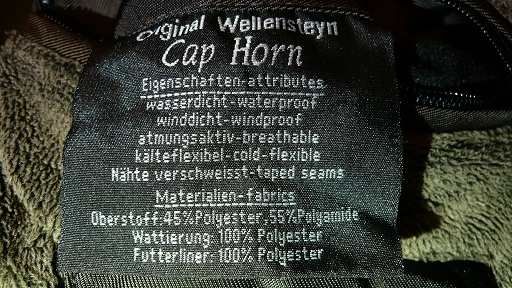 Original Wellensteyn
Cap Horn
Eigenschaften-attributes
wasserdicht-waterproof
winddicht-windproof
atmungsaktiv-breathable
kälteflexibel-cold-flexible
Nähte verschweisst-taped seams
Materialien-fabrics
Oberstoff:45%Polyester,55%Polyamide
Wattierung: 100% Polyester
Futterliner: 100% Polyester